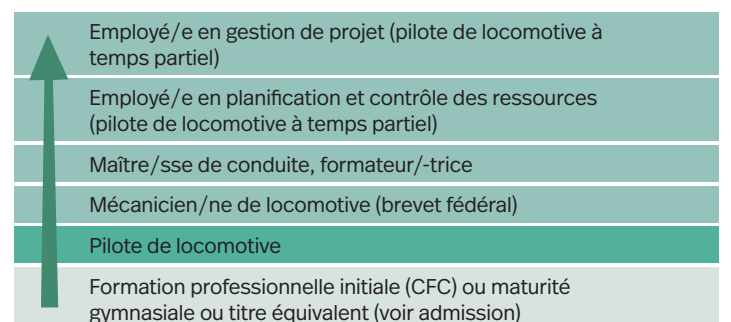 Employé/e en gestion de projet (pilote de locomotive à
temps partiel)
Employé/e en planification et contrôle des ressources
(pilote de locomotive à temps partiel)
Maître/sse de conduite, formateur/-trice
Mécanicien/ne de locomotive (brevet fédéral)
Pilote de locomotive
Formation professionnelle initiale (CFC) ou maturité
gymnasiale ou titre équivalent (voir admission)